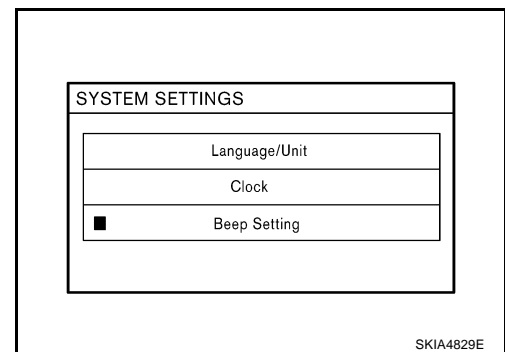 SYSTEM SETTINGS
Language/Unit
Clock
Beep Setting
SKIA4829E